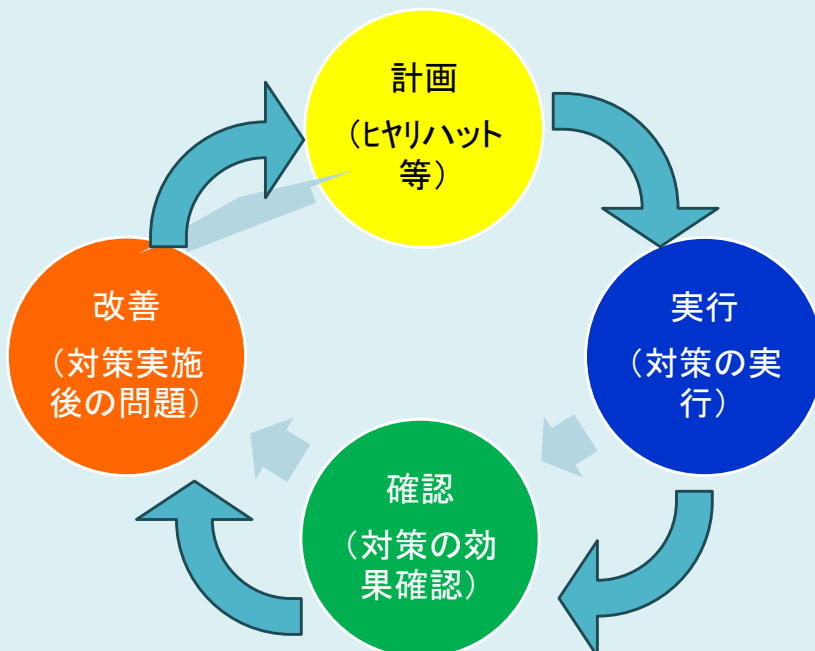 計画
（ヒヤリハット
等）
実行
（対策の実
行）
確認
（対策の効
果確認）
改善
（対策実施
後の問題）